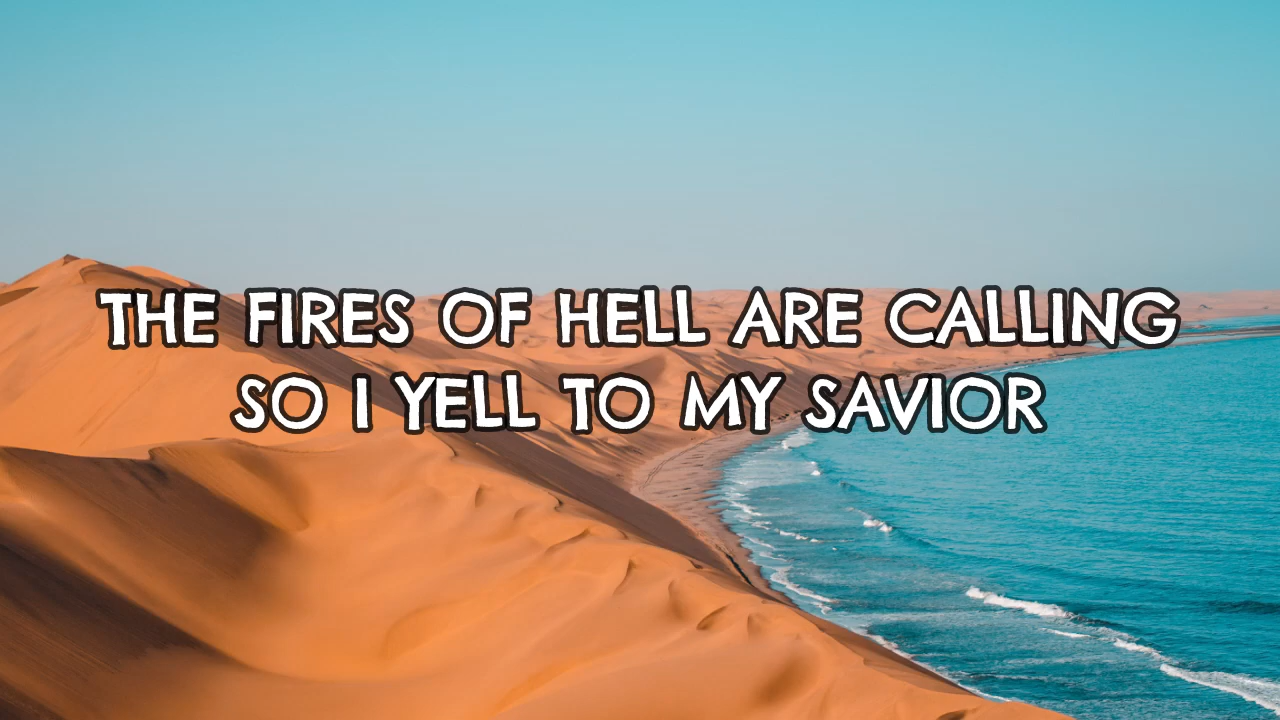 THE FIRES OF HELL ARE CALLING
SO I YELL TO MY SAVIOR